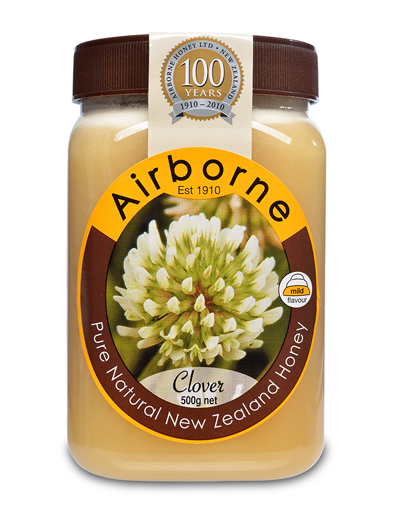 AIRBORNE HONEY LTD • NEW ZEALAND
100
YEARS
1910 – 2010
Airborne
Est 1910
mild
flavour
Clover
500g net
Pure Natural New Zealand Honey